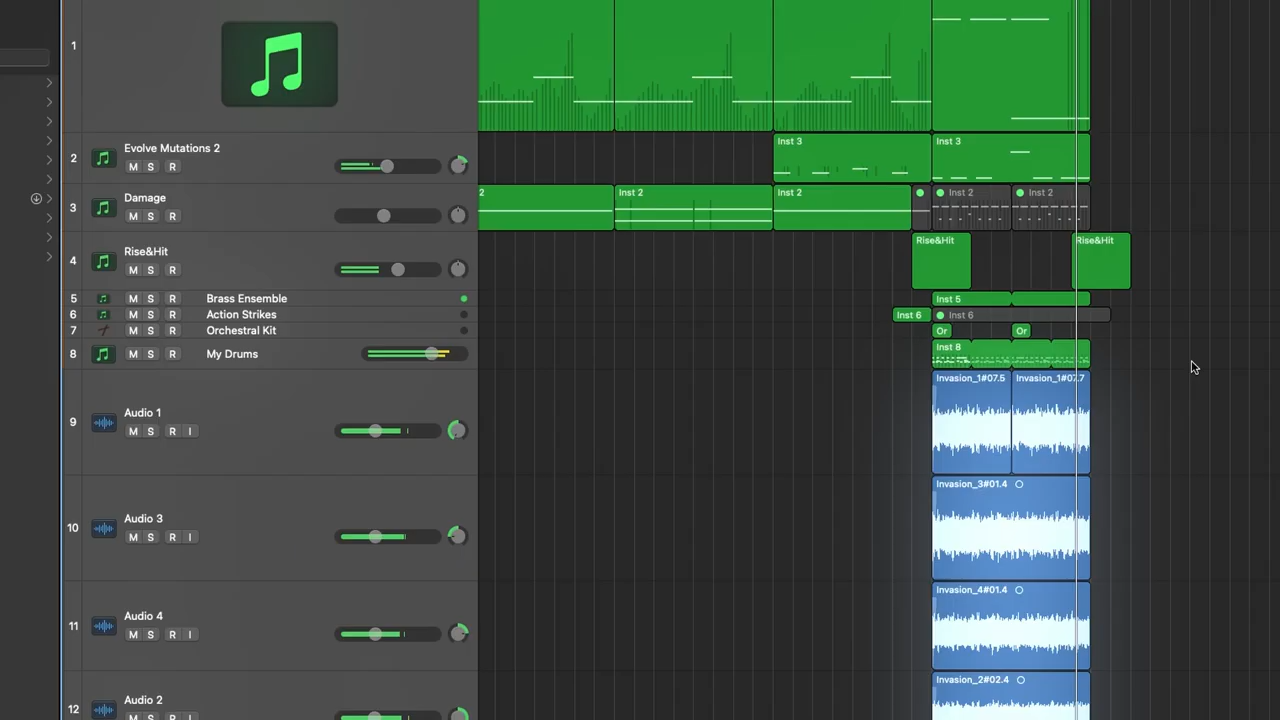 1
2
Evolve Mutations 2
M S R
Inst 3
Inst 3
3
Damage
M S R
2
Inst 2
Inst 2
Inst 2
Inst 2
4
Rise&Hit
M S R
Rise&Hit
Rise&Hit
5
M S R
Brass Ensemble
Inst 5
6
M S R
Action Strikes
Inst 6
Inst 6
7
M S R
Orchestral Kit
Or
Or
8
M S R
My Drums
Inst 8
9
Audio 1
M S R I
Invasion_1#07.5
Invasion_1#07.7
10
Audio 3
M S R I
Invasion_3#01.4
11
Audio 4
M S R I
Invasion_4#01.4
12
Audio 2
M S R I
Invasion_2#02.4